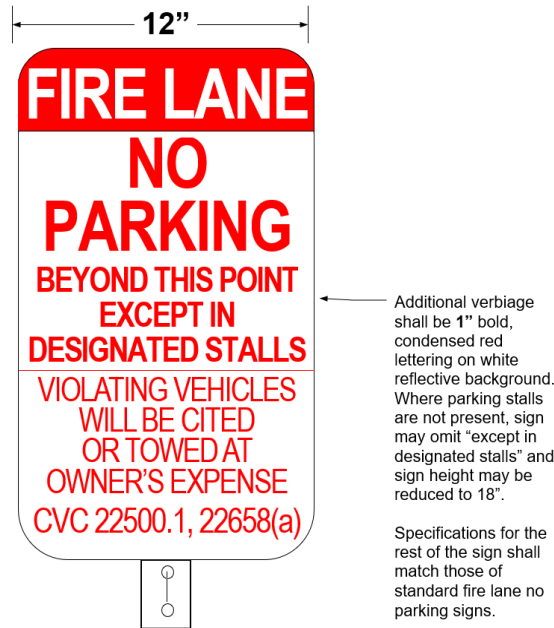 12”
FIRE LANE
NO
PARKING
BEYOND THIS POINT
EXCEPT IN
DESIGNATED STALLS
VIOLATING VEHICLES
WILL BE CITED
OR TOWED AT
OWNER’S EXPENSE
CVC 22500.1, 22658(a)
Additional verbiage
shall be 1” bold,
condensed red
lettering on white
reflective background.
Where parking stalls
are not present, sign
may omit “except in
designated stalls” and
sign height may be
reduced to 18”.
Specifications for the
rest of the sign shall
match those of
standard fire lane no
parking signs.